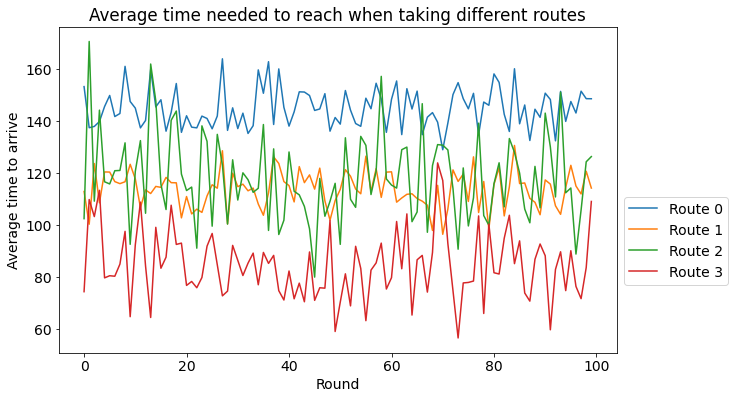 Average time needed to reach when taking different routes
Average time to arrive
160
140
120
100
80
60
0
20
40
60
80
100
Round
Route 0
Route 1
Route 2
Route 3